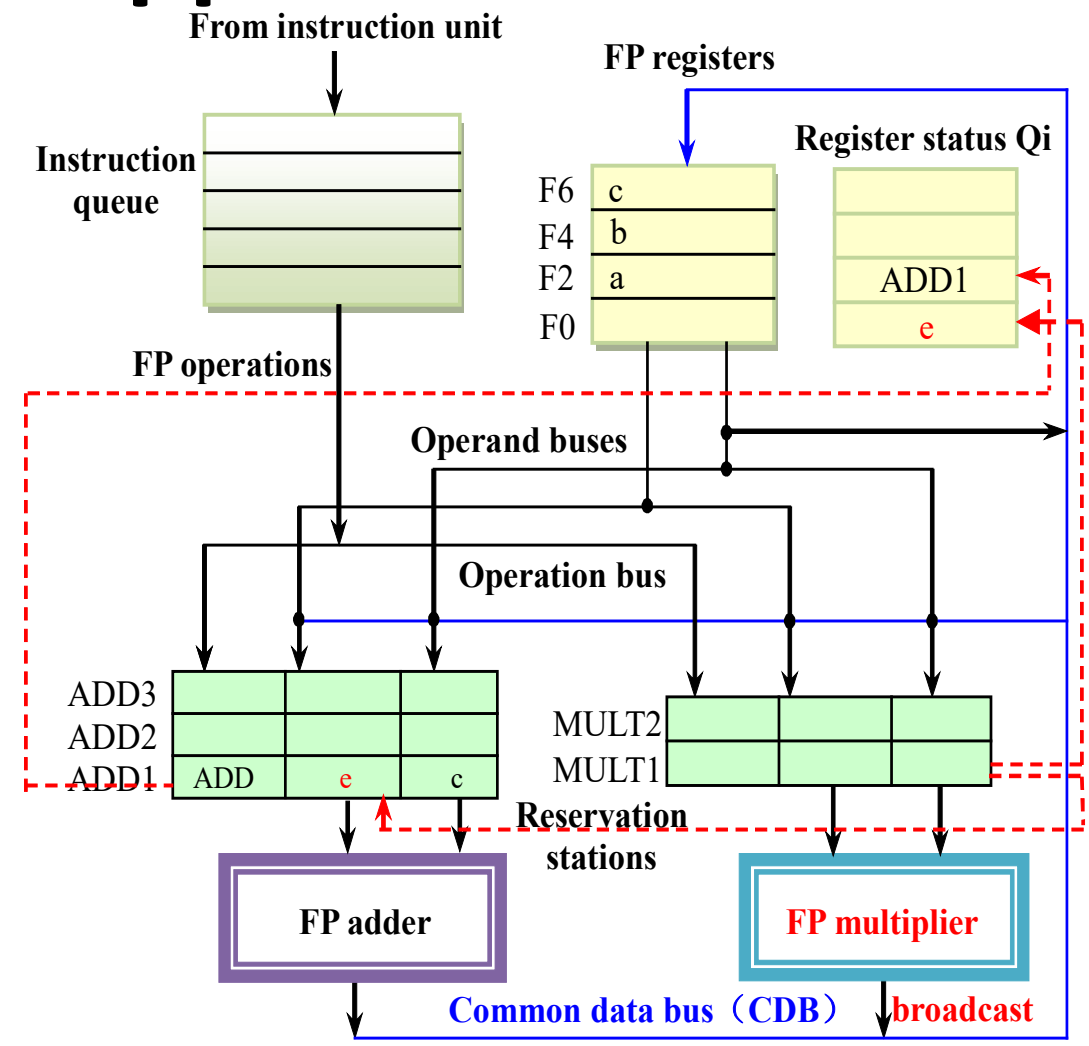 From instruction unit
FP registers
Register status Qi
Instruction
queue
F6 c
F4 b
F2 a
F0
ADD1
e
FP operations
Operand buses
Operation bus
ADD3
ADD2
ADD1 ADD e c
MULT2
MULT1
Reservation
stations
FP adder
FP multiplier
Common data bus（CDB）
broadcast